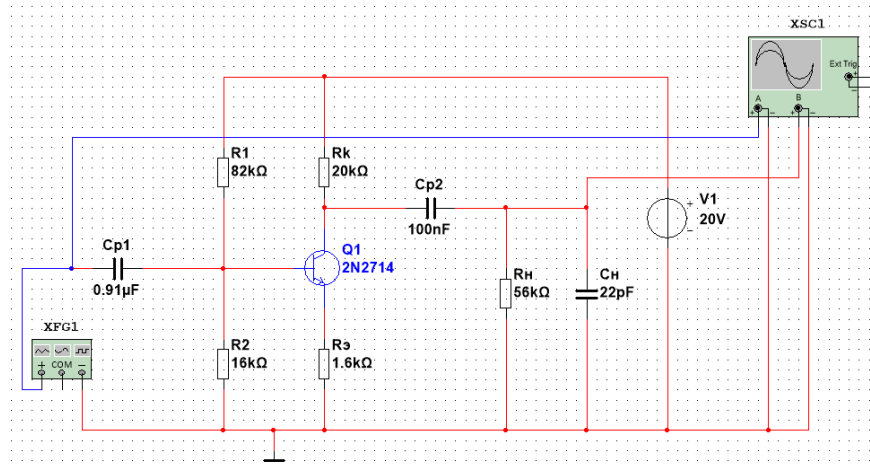 XSC1
Ext Trig
+
−
A
B
+ −
+ −
R1
82kΩ
Rk
20kΩ
Cp2
100nF
V1
20V
+
−
Cp1
0.91µF
Q1
2N2714
Rн
56kΩ
Cн
22pF
XFG1
COM
+ −
R2
16kΩ
Rэ
1.6kΩ